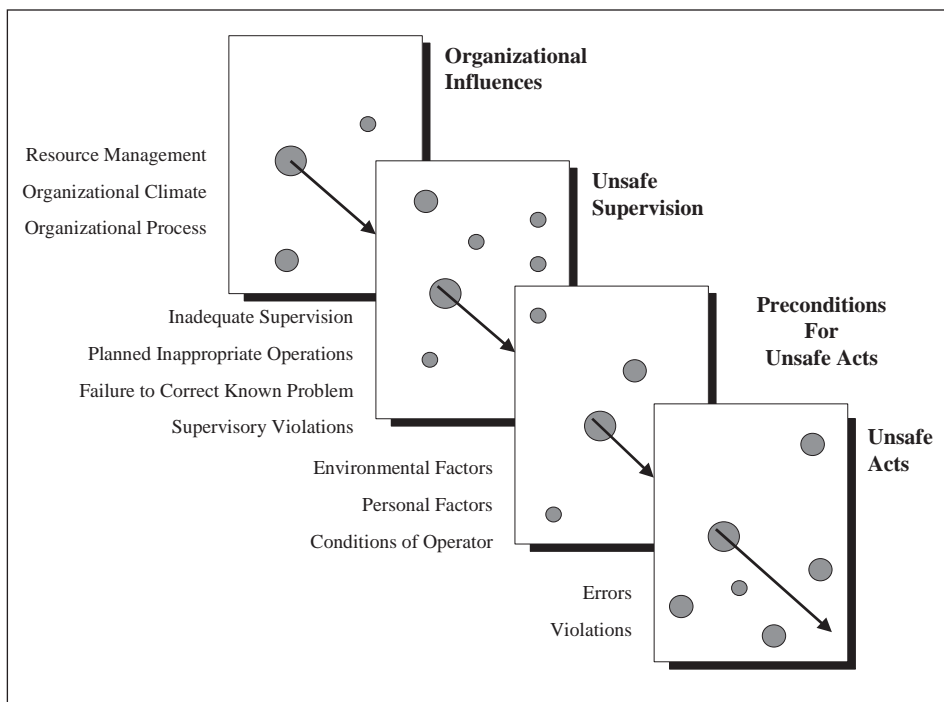 Organizational
Influences
Resource Management
Organizational Climate
Organizational Process
Unsafe
Supervision
Inadequate Supervision
Planned Inappropriate Operations
Failure to Correct Known Problem
Supervisory Violations
Preconditions
For
Unsafe Acts
Environmental Factors
Personal Factors
Conditions of Operator
Unsafe
Acts
Errors
Violations